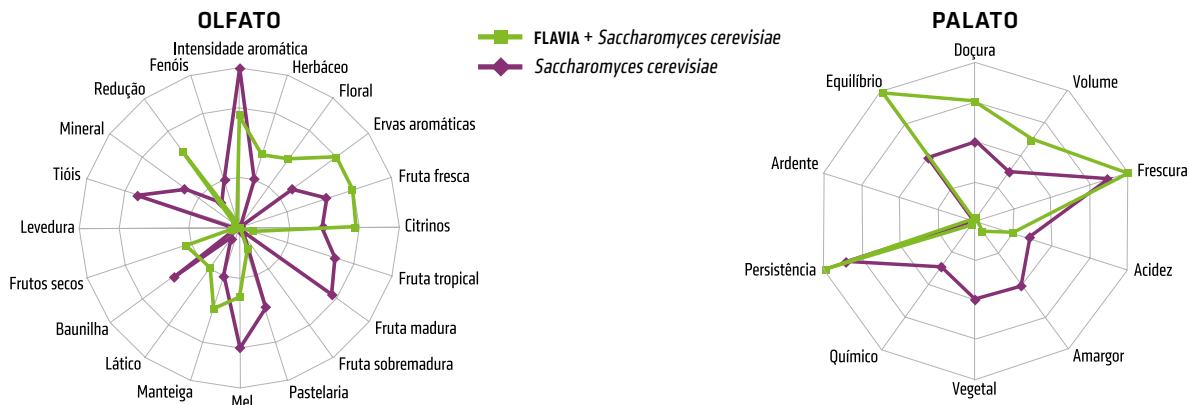 OLFATO
Intensidade aromática
Herbáceo
Floral
Ervas aromáticas
Fruta fresca
Citrinos
Fruta tropical
Fruta madura
Fruta sobremadura
Pastelaria
Mel
Manteiga
Lático
Baunilha
Frutos secos
Levedura
Tióis
Mineral
Redução
Fenóis
FLAVIA + Saccharomyces cerevisiae
Saccharomyces cerevisiae
PALATO
Doçura
Volume
Frescura
Acidez
Amargor
Vegetal
Químico
Persistência
Ardente
Equilíbrio